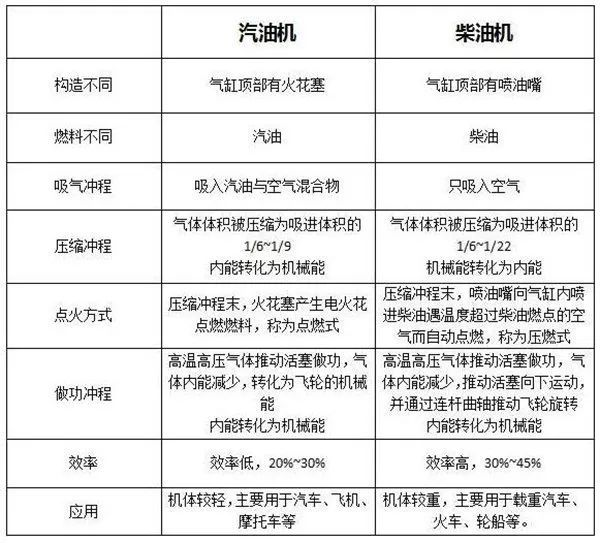 汽油机 柴油机
构造不同 气缸顶部有火花塞 气缸顶部有喷油嘴
燃料不同 汽油 柴油
吸气冲程 吸入汽油与空气混合物 只吸入空气
压缩冲程
气体体积被压缩为吸进体积的
1/6~1/9
内能转化为机械能
气体体积被压缩为吸进体积的
1/6~1/22
机械能转化为内能
点火方式
压缩冲程末，火花塞产生电火花
点燃燃料，称为点燃式
压缩冲程末，喷油嘴向气缸内喷
进柴油遇温度超过柴油燃点的空
气而自动点燃，称为压燃式
做功冲程
高温高压气体推动活塞做功，气
体内能减少，转化为飞轮的机械
能
内能转化为机械能
高温高压气体推动活塞做功，气
体内能减少，推动活塞向下运动，
并通过连杆曲轴推动飞轮旋转
内能转化为机械能
效率 效率低，20%~30% 效率高，30%~45%
应用
机体较轻，主要用于汽车、飞机、
摩托车等
机体较重，主要用于载重汽车、
火车、轮船等。